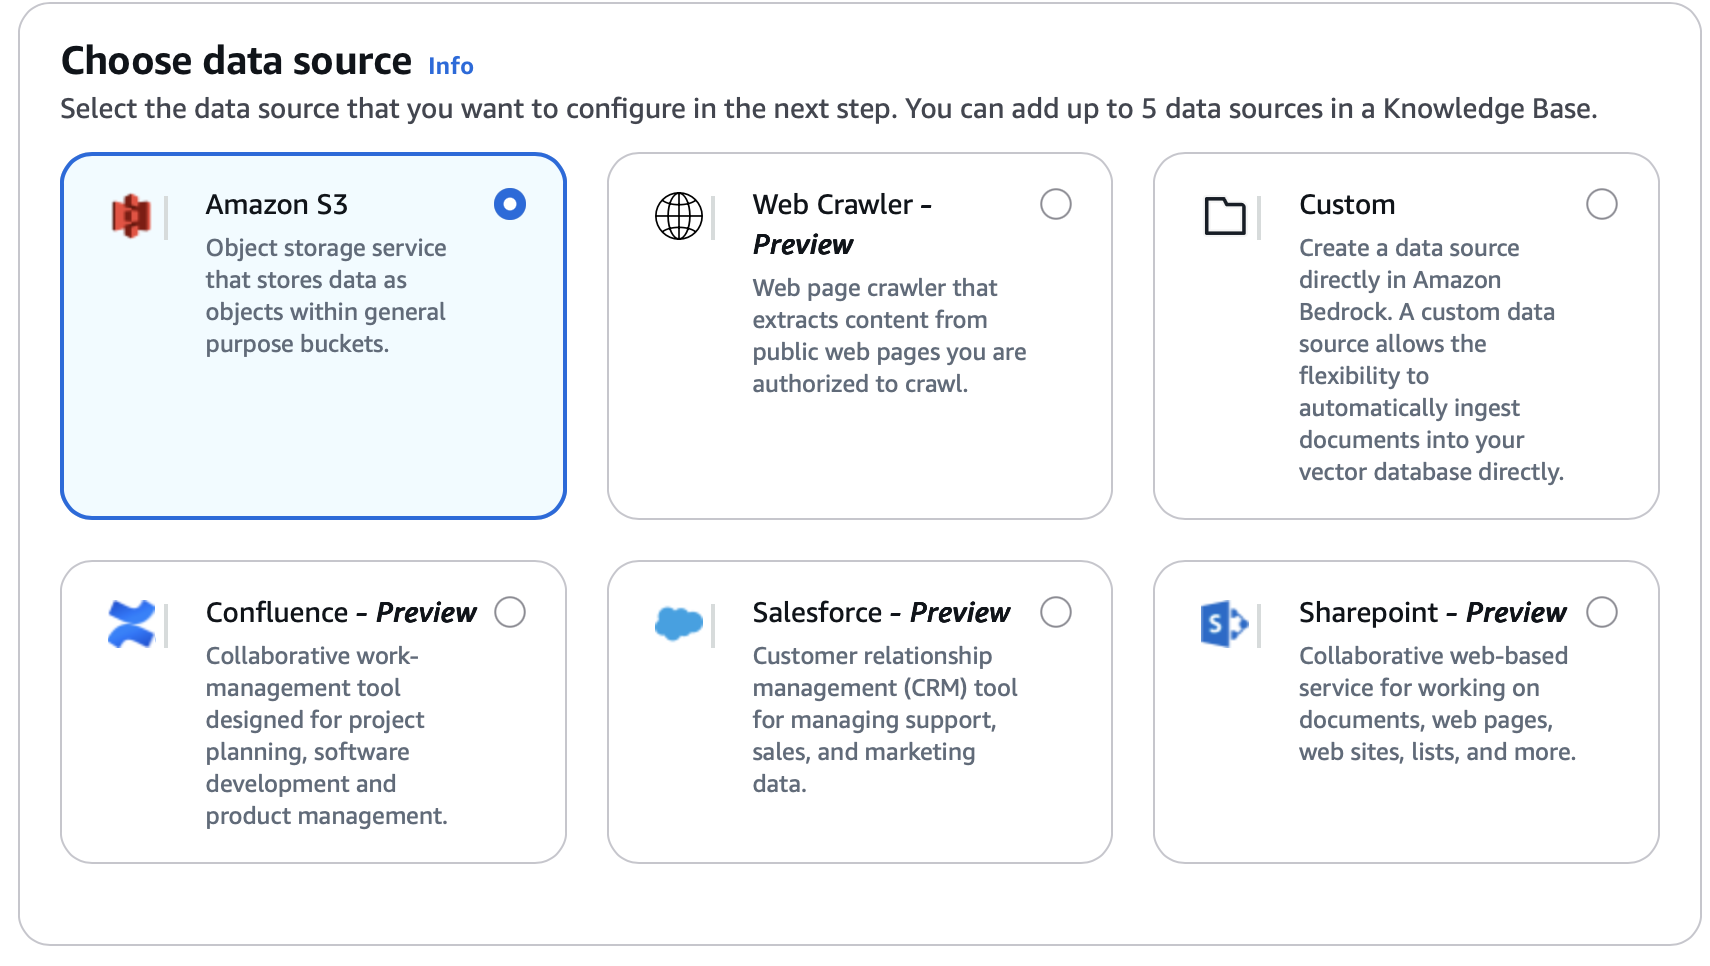 Choose data source Info
Select the data source that you want to configure in the next step. You can add up to 5 data sources in a Knowledge Base.
Amazon S3
Object storage service
that stores data as
objects within general
purpose buckets.
Web Crawler -
Preview
Web page crawler that
extracts content from
public web pages you are
authorized to crawl.
Custom
Create a data source
directly in Amazon
Bedrock. A custom data
source allows the
flexibility to
automatically ingest
documents into your
vector database directly.
Confluence - Preview
Collaborative work-
management tool
designed for project
planning, software
development and
product management.
Salesforce - Preview
Customer relationship
management (CRM) tool
for managing support,
sales, and marketing
data.
S
Sharepoint - Preview
Collaborative web-based
service for working on
documents, web pages,
web sites, lists, and more.